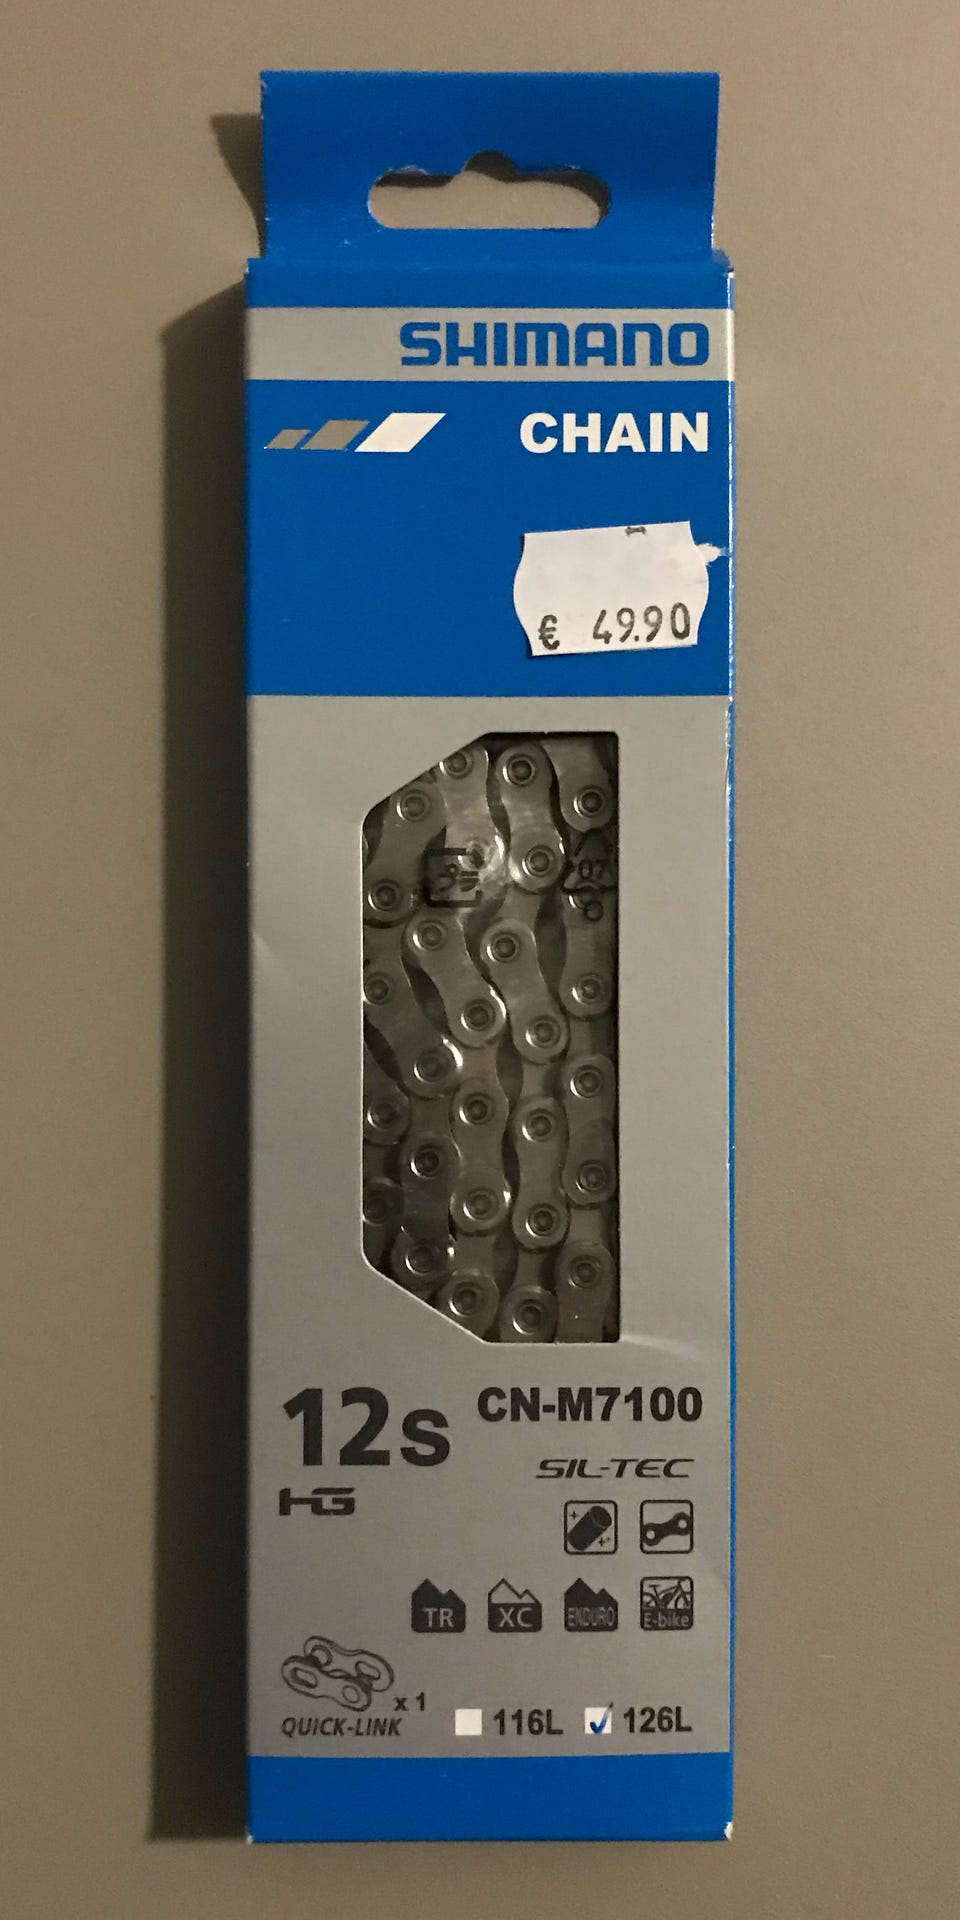 SHIMANO
CHAIN
€ 49.90
07
12s CN-M7100
SIL-TEC
HG
TR XC ENDURO E-bike
x 1
QUICK-LINK 116L 126L